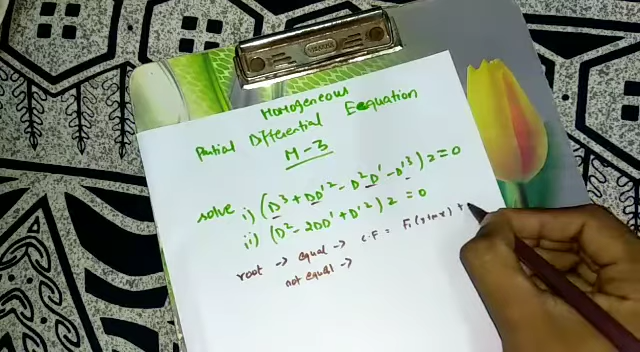 Homogeneous
Partial Differential Eequation
M-3
solve i) (D³ + DD'² - D²D' - D'³) z = 0
ii) (D² - 2DD' + D'²) z = 0
root → equal → C.F = F₁(y+mx) +
not equal →